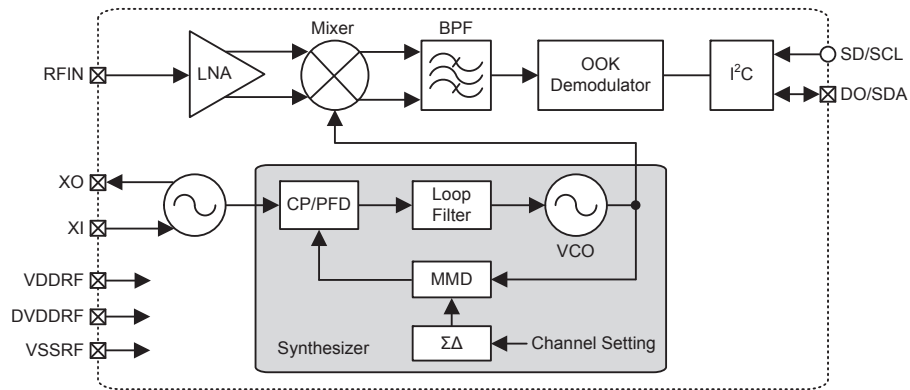 Mixer
BPF
RFIN
LNA
OOK
Demodulator
I²C
SD/SCL
DO/SDA
XO
XI
CP/PFD
Loop
Filter
VCO
VDDRF
DVDDRF
VSSRF
MMD
ΣΔ
Channel Setting
Synthesizer